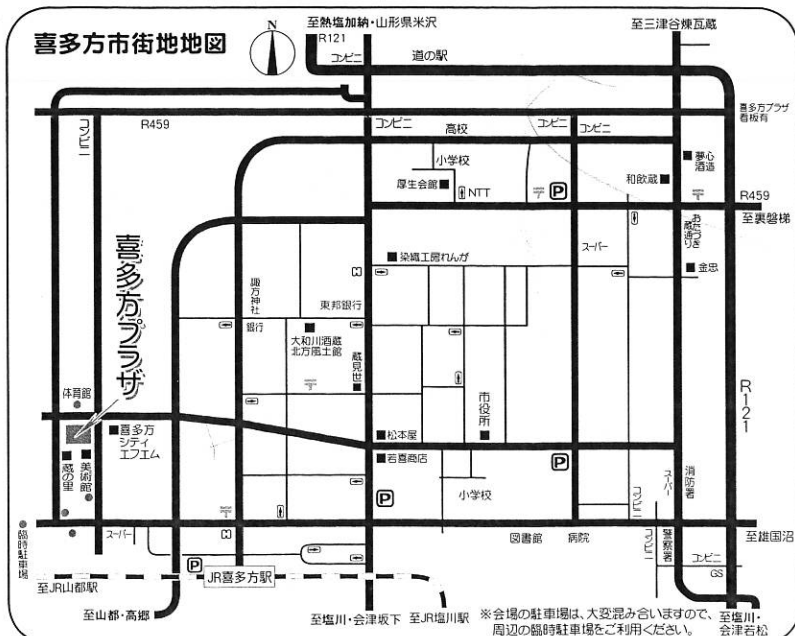 喜多方市街地地図
N
至熱塩加納・山形県米沢
R121
コンビニ
道の駅
至三津谷煉瓦蔵
コンビニ
R459
コンビニ
高校
コンビニ
コンビニ
喜多方プラザ
看板有
小学校
厚生会館
NTT
〒
P
和飲蔵
夢心
酒造
〒
R459
至裏磐梯
おたづき
蔵通り
スーパー
金忠
染織工房れんが
諏方神社
東邦銀行
銀行
大和川酒蔵
北方風土館
〒
蔵見世
喜多方プラザ
体育館
喜多方
シティ
エフエム
蔵の里
美術館
松本屋
若喜商店
市役所
P
P
小学校
R121
コンビニ
スーパー
消防署
臨時駐車場
スーパー
〒
図書館
病院
コンビニ
警察署
コンビニ
GS
至雄国沼
P
JR喜多方駅
至JR山都駅
至山都・高郷
至塩川・会津坂下
至JR塩川駅
至塩川・
会津若松
※会場の駐車場は、大変混み合いますので、
周辺の臨時駐車場をご利用ください。